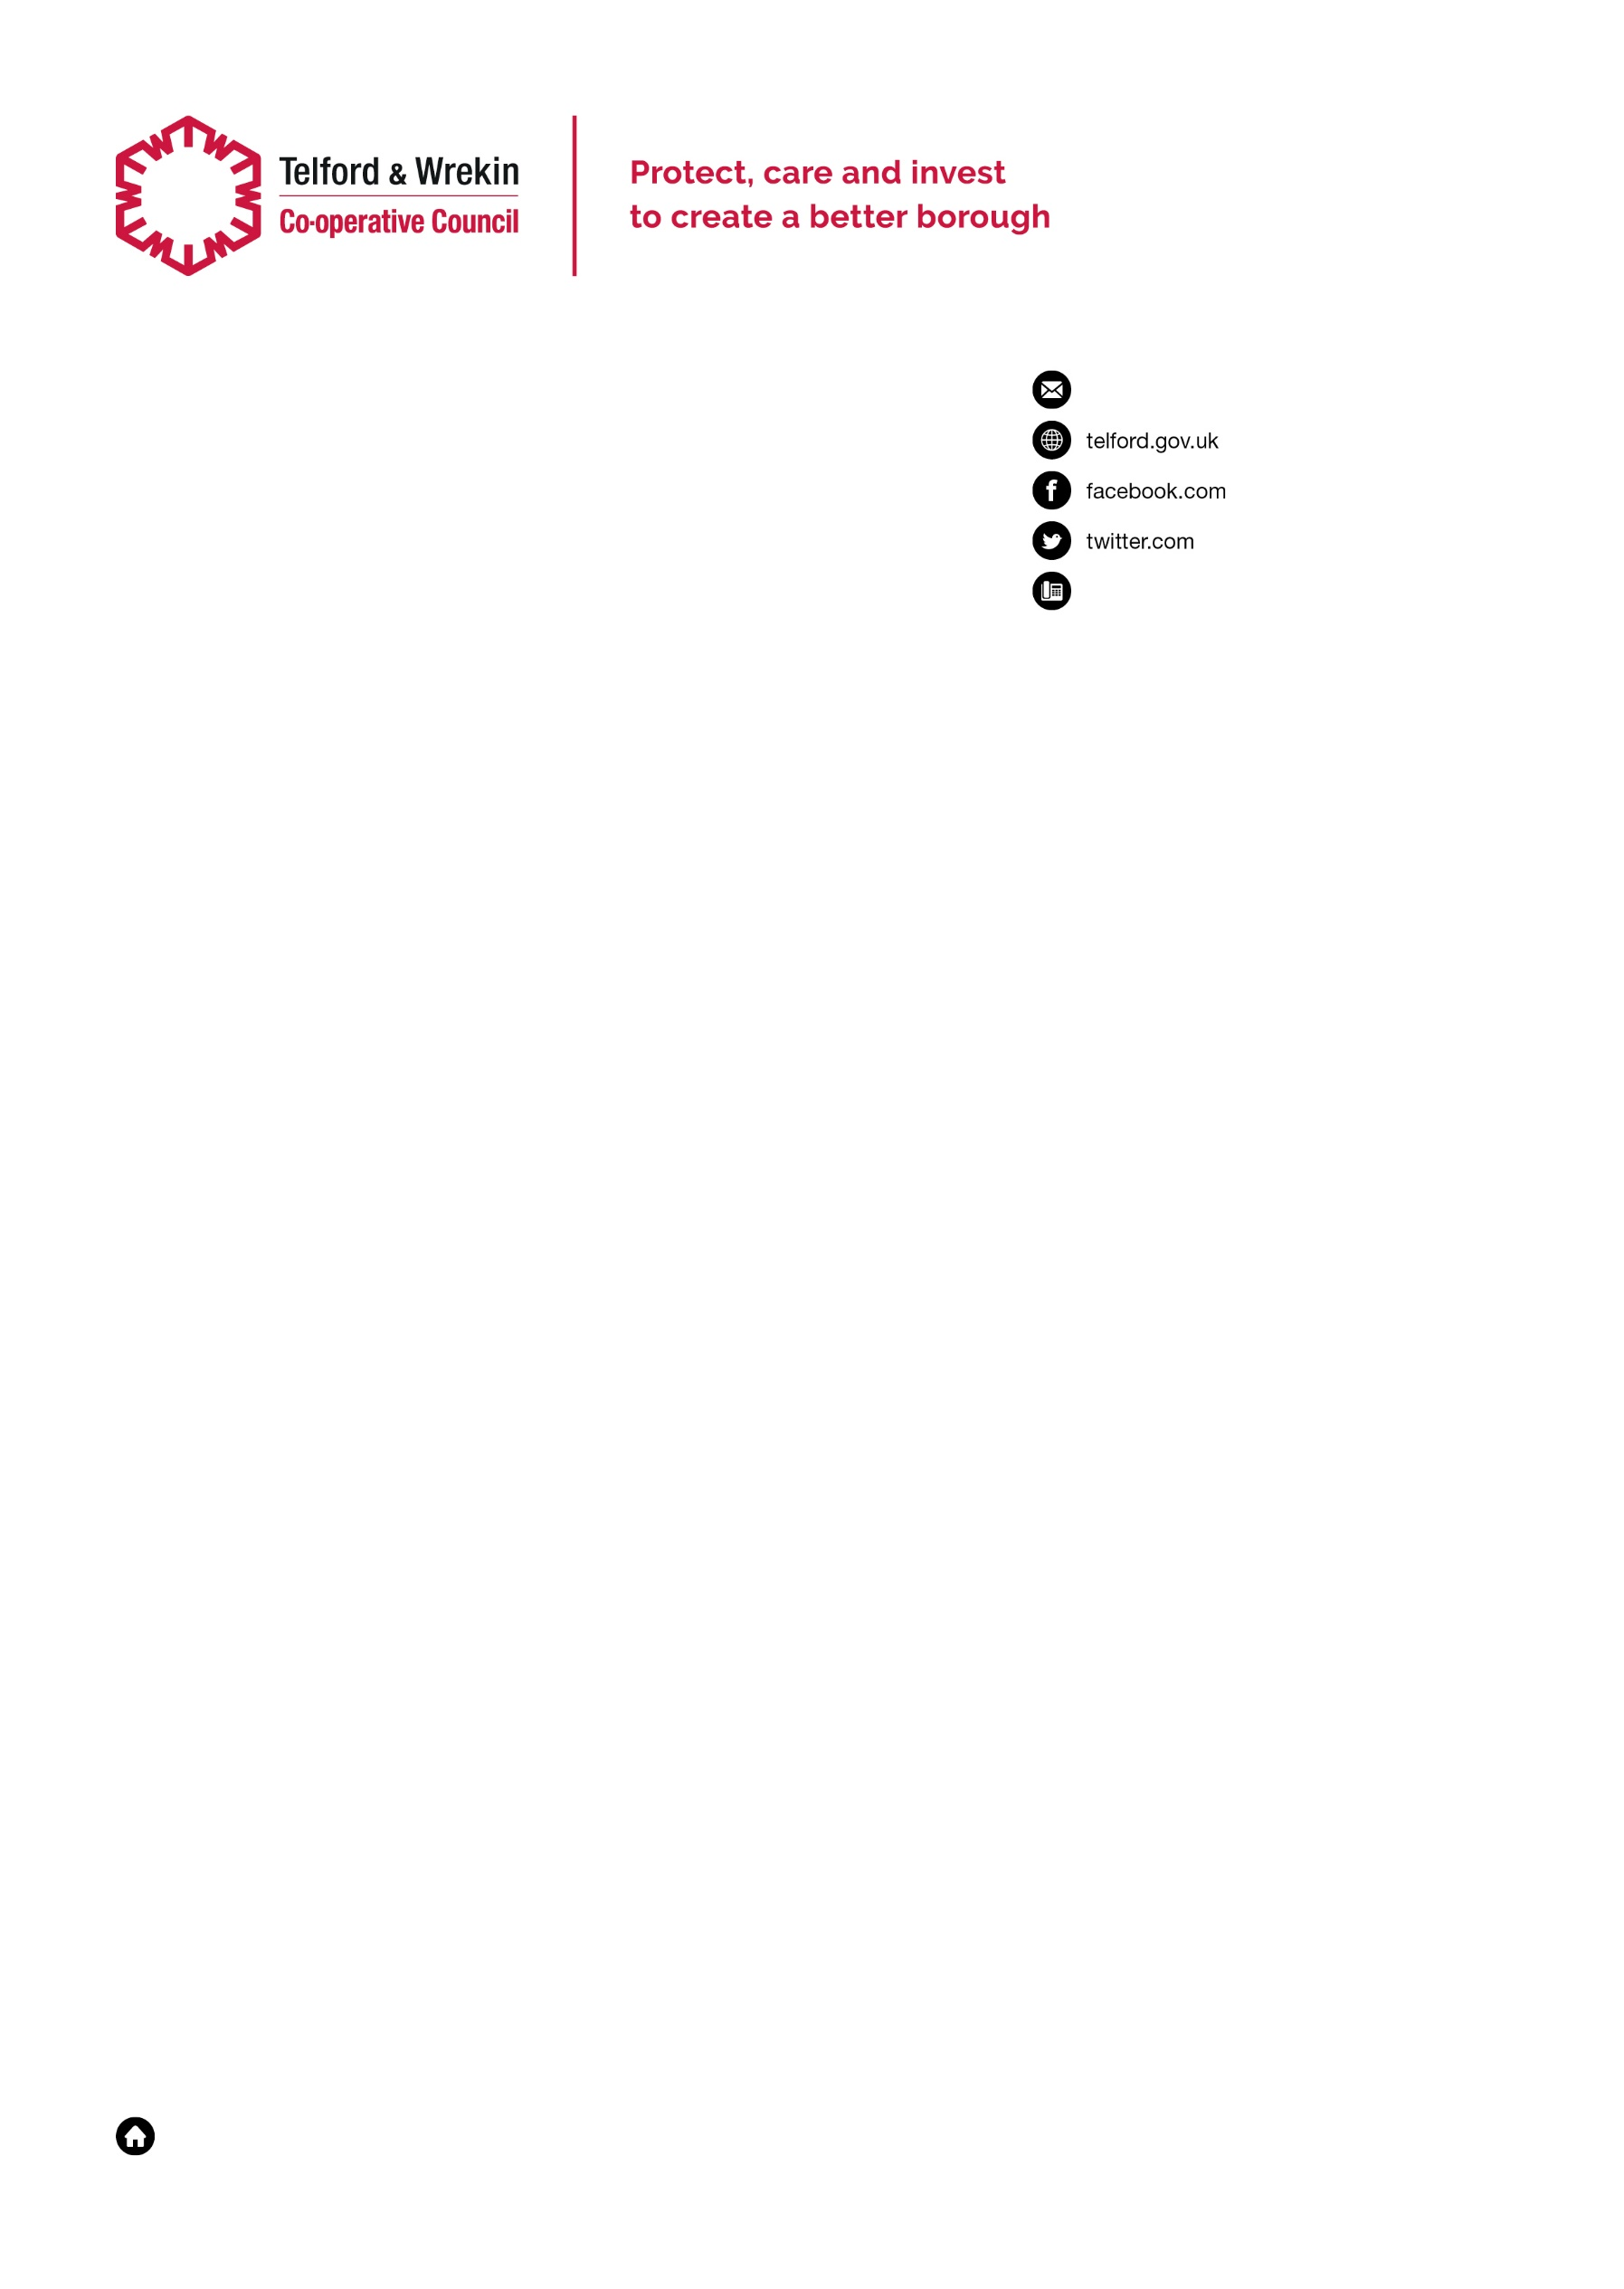 Telford & Wrekin
Co-operative Council
Protect, care and invest
to create a better borough
telford.gov.uk
facebook.com
twitter.com